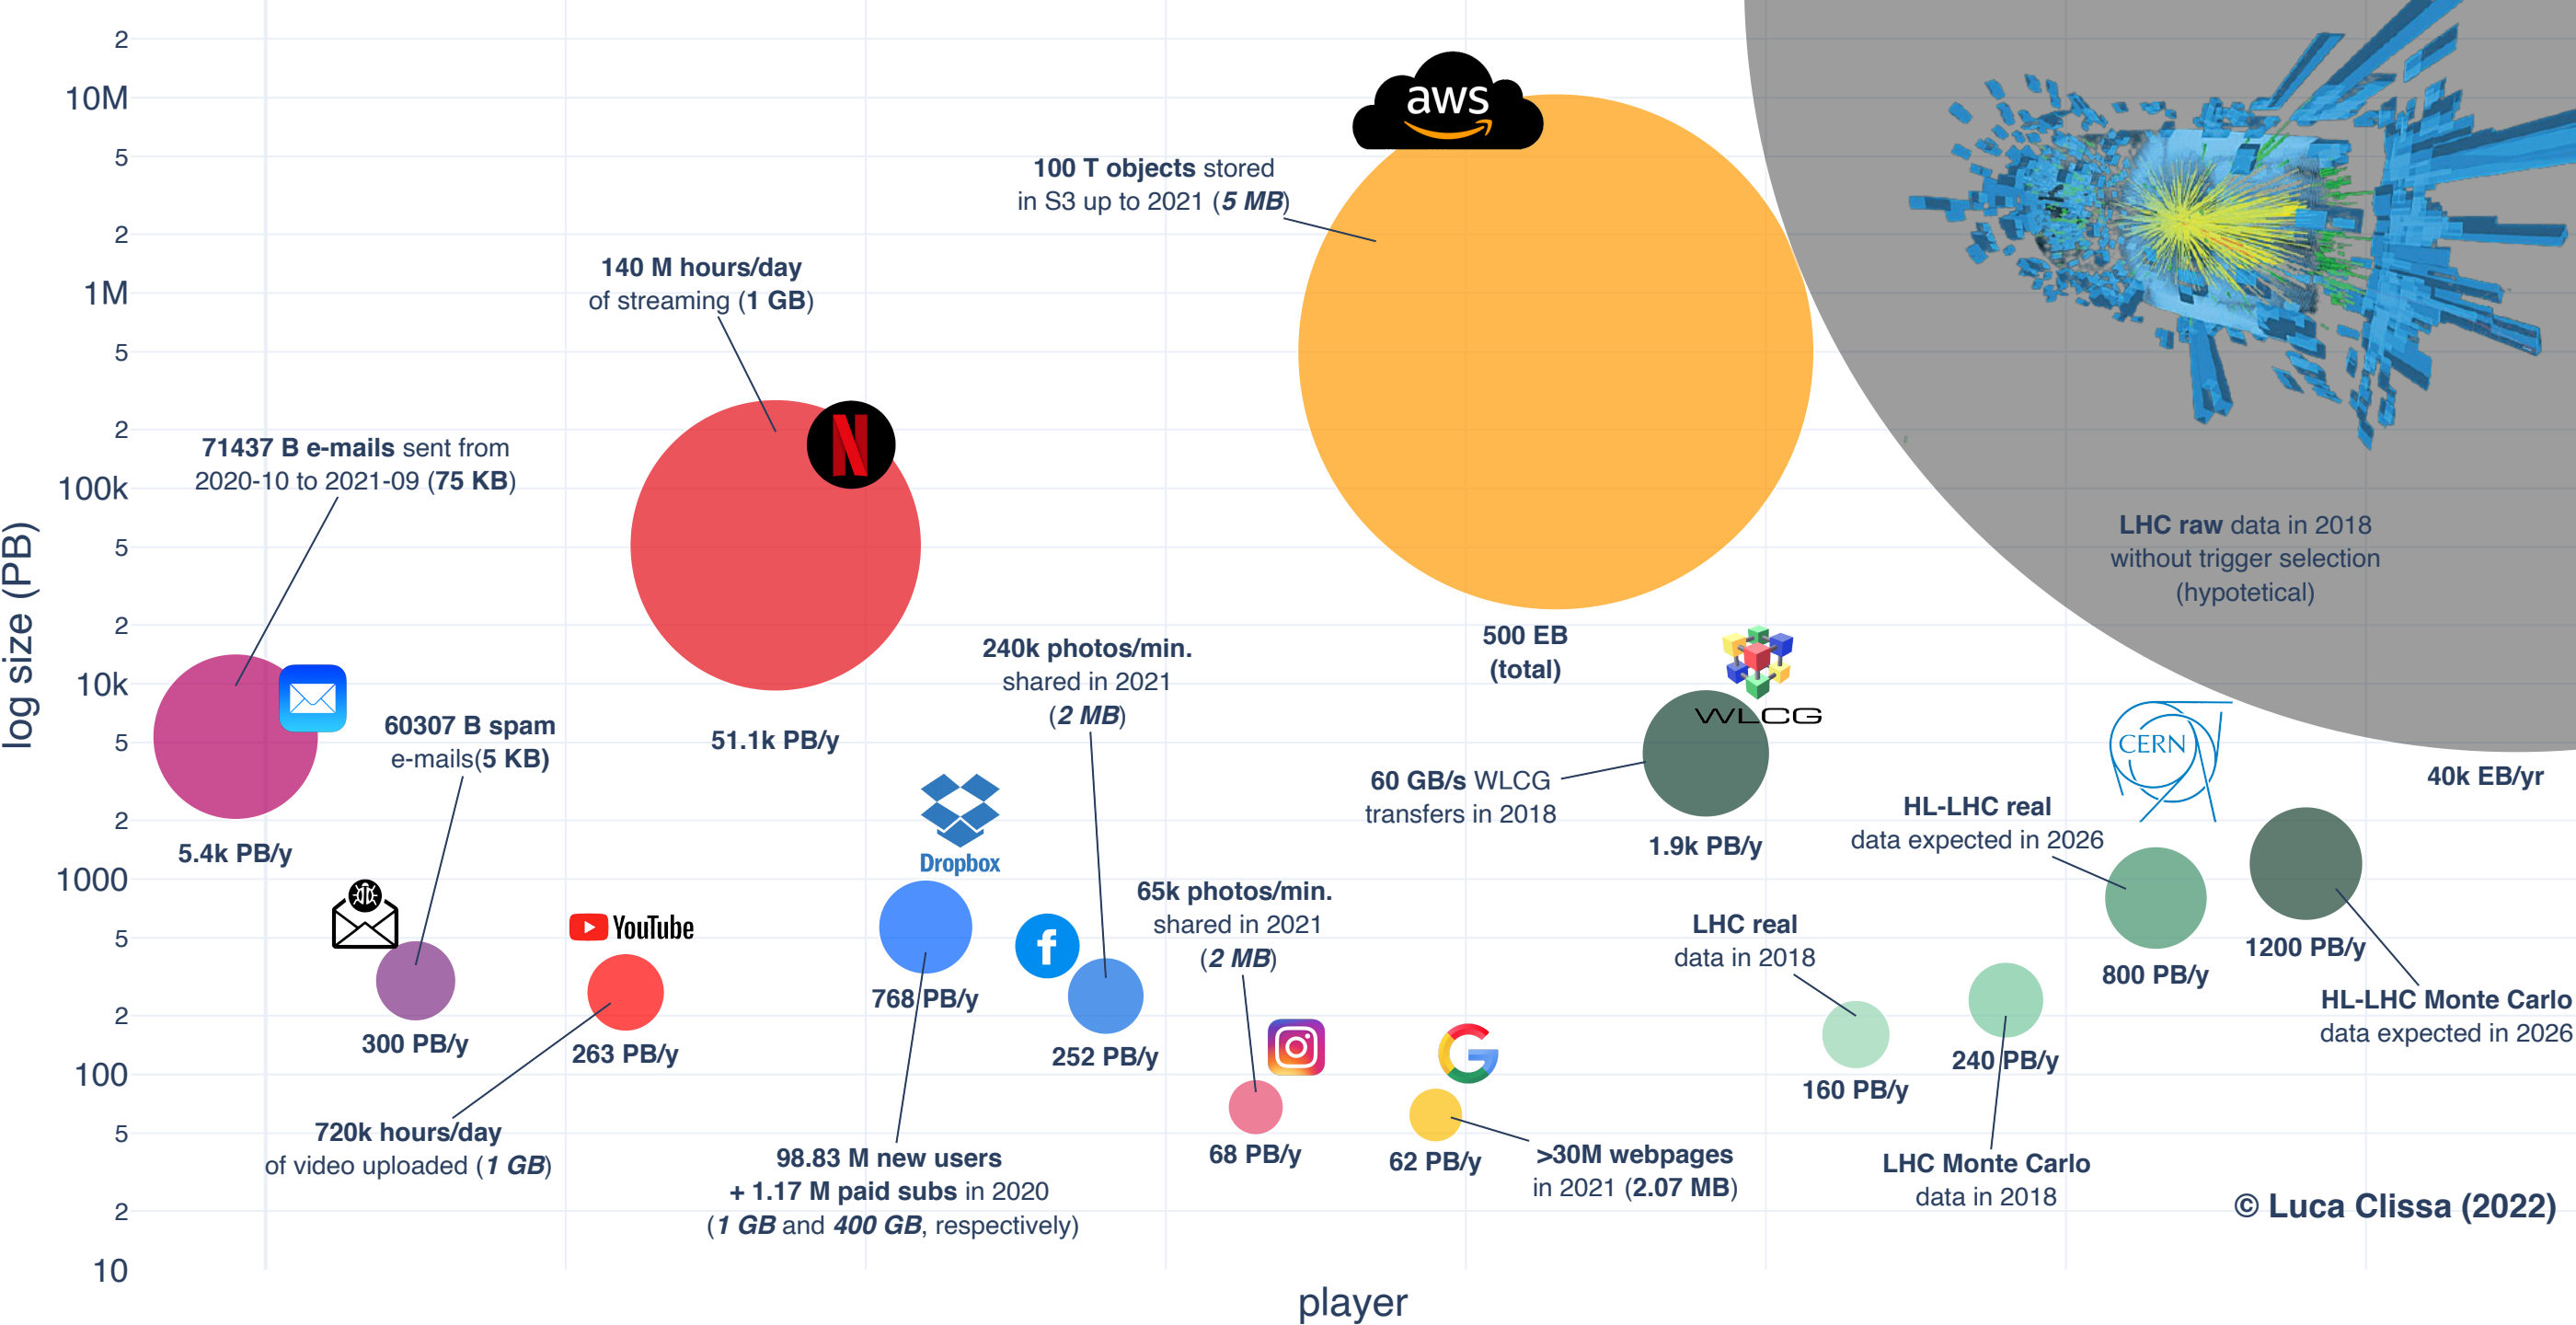 2
10M
5
2
1M
5
2
100k
5
2
10k
5
2
1000
5
2
100
5
2
10
log size (PB)
player
71437 B e-mails sent from
2020-10 to 2021-09 (75 KB)
5.4k PB/y
60307 B spam
e-mails(5 KB)
300 PB/y
140 M hours/day
of streaming (1 GB)
N
51.1k PB/y
YouTube
263 PB/y
720k hours/day
of video uploaded (1 GB)
Dropbox
768 PB/y
98.83 M new users
+ 1.17 M paid subs in 2020
(1 GB and 400 GB, respectively)
240k photos/min.
shared in 2021
(2 MB)
f
252 PB/y
65k photos/min.
shared in 2021
(2 MB)
68 PB/y
G
62 PB/y
>30M webpages
in 2021 (2.07 MB)
aws
100 T objects stored
in S3 up to 2021 (5 MB)
500 EB
(total)
WLCG
60 GB/s WLCG
transfers in 2018
1.9k PB/y
LHC real
data in 2018
160 PB/y
240 PB/y
LHC Monte Carlo
data in 2018
CERN
HL-LHC real
data expected in 2026
800 PB/y
1200 PB/y
HL-LHC Monte Carlo
data expected in 2026
LHC raw data in 2018
without trigger selection
(hypotetical)
40k EB/yr
© Luca Clissa (2022)